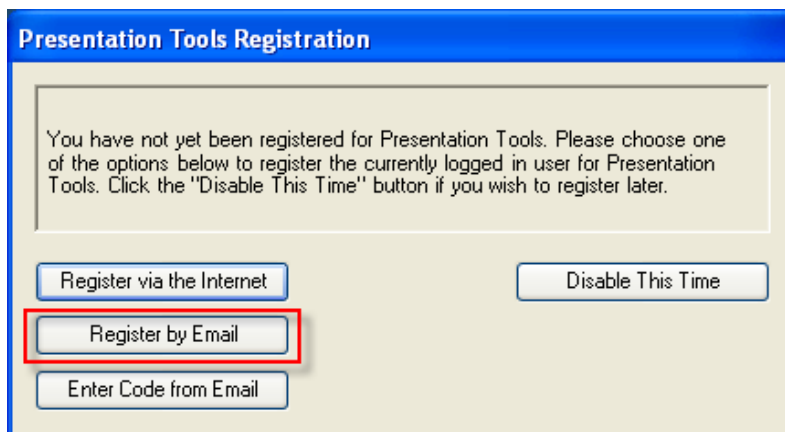 Presentation Tools Registration
You have not yet been registered for Presentation Tools. Please choose one
of the options below to register the currently logged in user for Presentation
Tools. Click the "Disable This Time" button if you wish to register later.
Register via the Internet
Disable This Time
Register by Email
Enter Code from Email